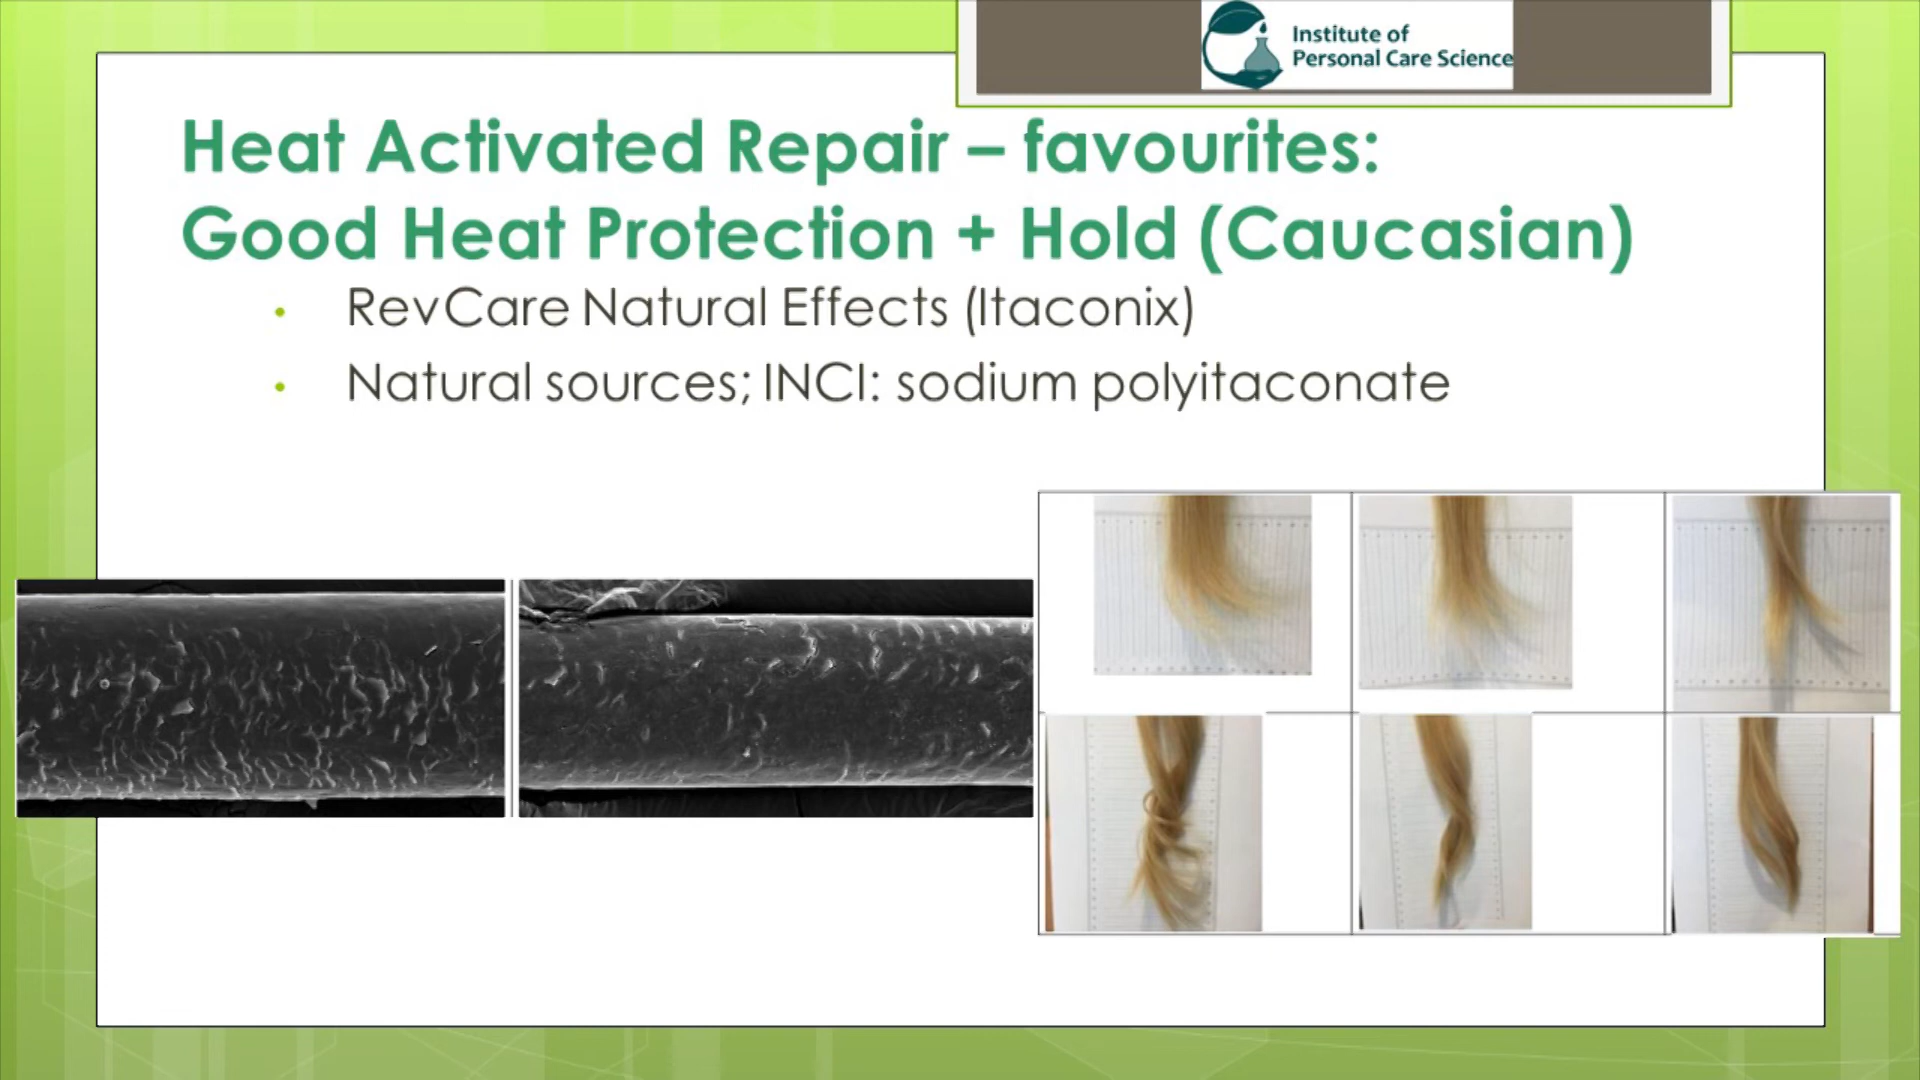 Institute of
Personal Care Science
Heat Activated Repair – favourites:
Good Heat Protection + Hold (Caucasian)
• RevCare Natural Effects (Itaconix)
• Natural sources; INCI: sodium polyitaconate